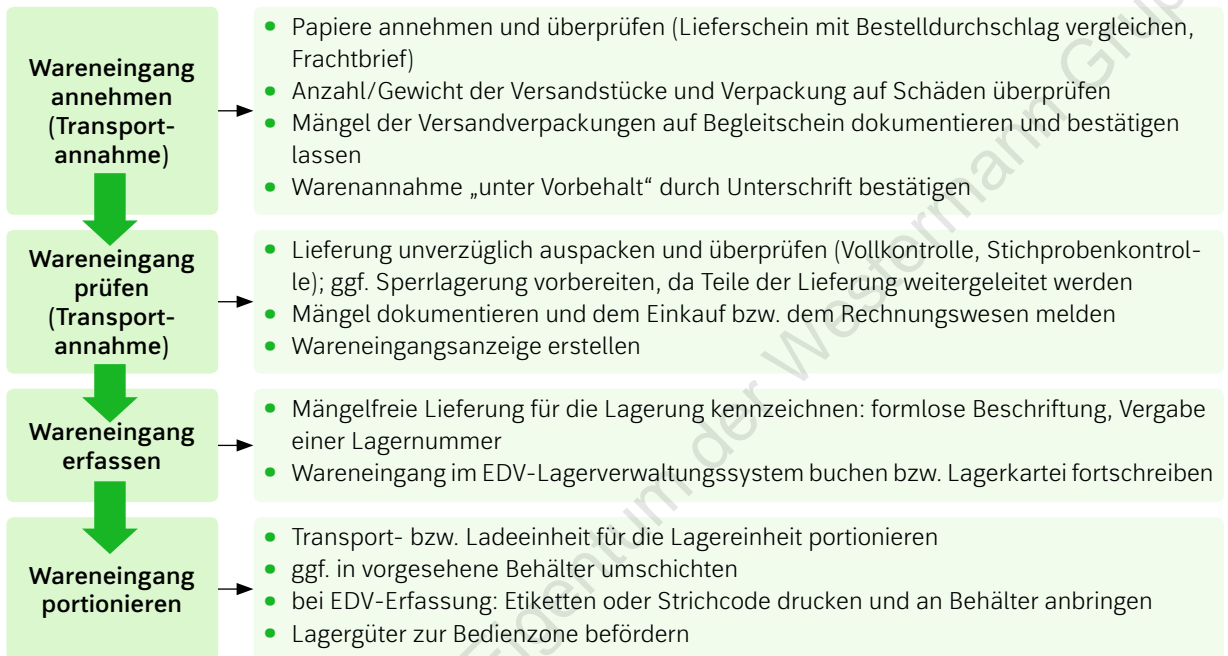 Wareneingang
annehmen
(Transport-
annahme)
• Papiere annehmen und überprüfen (Lieferschein mit Bestelldurchschlag vergleichen,
Frachtbrief)
• Anzahl/Gewicht der Versandstücke und Verpackung auf Schäden überprüfen
• Mängel der Versandverpackungen auf Begleitschein dokumentieren und bestätigen
lassen
• Warenannahme „unter Vorbehalt“ durch Unterschrift bestätigen
Wareneingang
prüfen
(Transport-
annahme)
• Lieferung unverzüglich auspacken und überprüfen (Vollkontrolle, Stichprobenkontrol-
le); ggf. Sperrlagerung vorbereiten, da Teile der Lieferung weitergeleitet werden
• Mängel dokumentieren und dem Einkauf bzw. dem Rechnungswesen melden
• Wareneingangsanzeige erstellen
Wareneingang
erfassen
• Mängelfreie Lieferung für die Lagerung kennzeichnen: formlose Beschriftung, Vergabe
einer Lagernummer
• Wareneingang im EDV-Lagerverwaltungssystem buchen bzw. Lagerkartei fortschreiben
Wareneingang
portionieren
• Transport- bzw. Ladeeinheit für die Lagereinheit portionieren
• ggf. in vorgesehene Behälter umschichten
• bei EDV-Erfassung: Etiketten oder Strichcode drucken und an Behälter anbringen
• Lagergüter zur Bedienzone befördern
Eigentum der Westermann